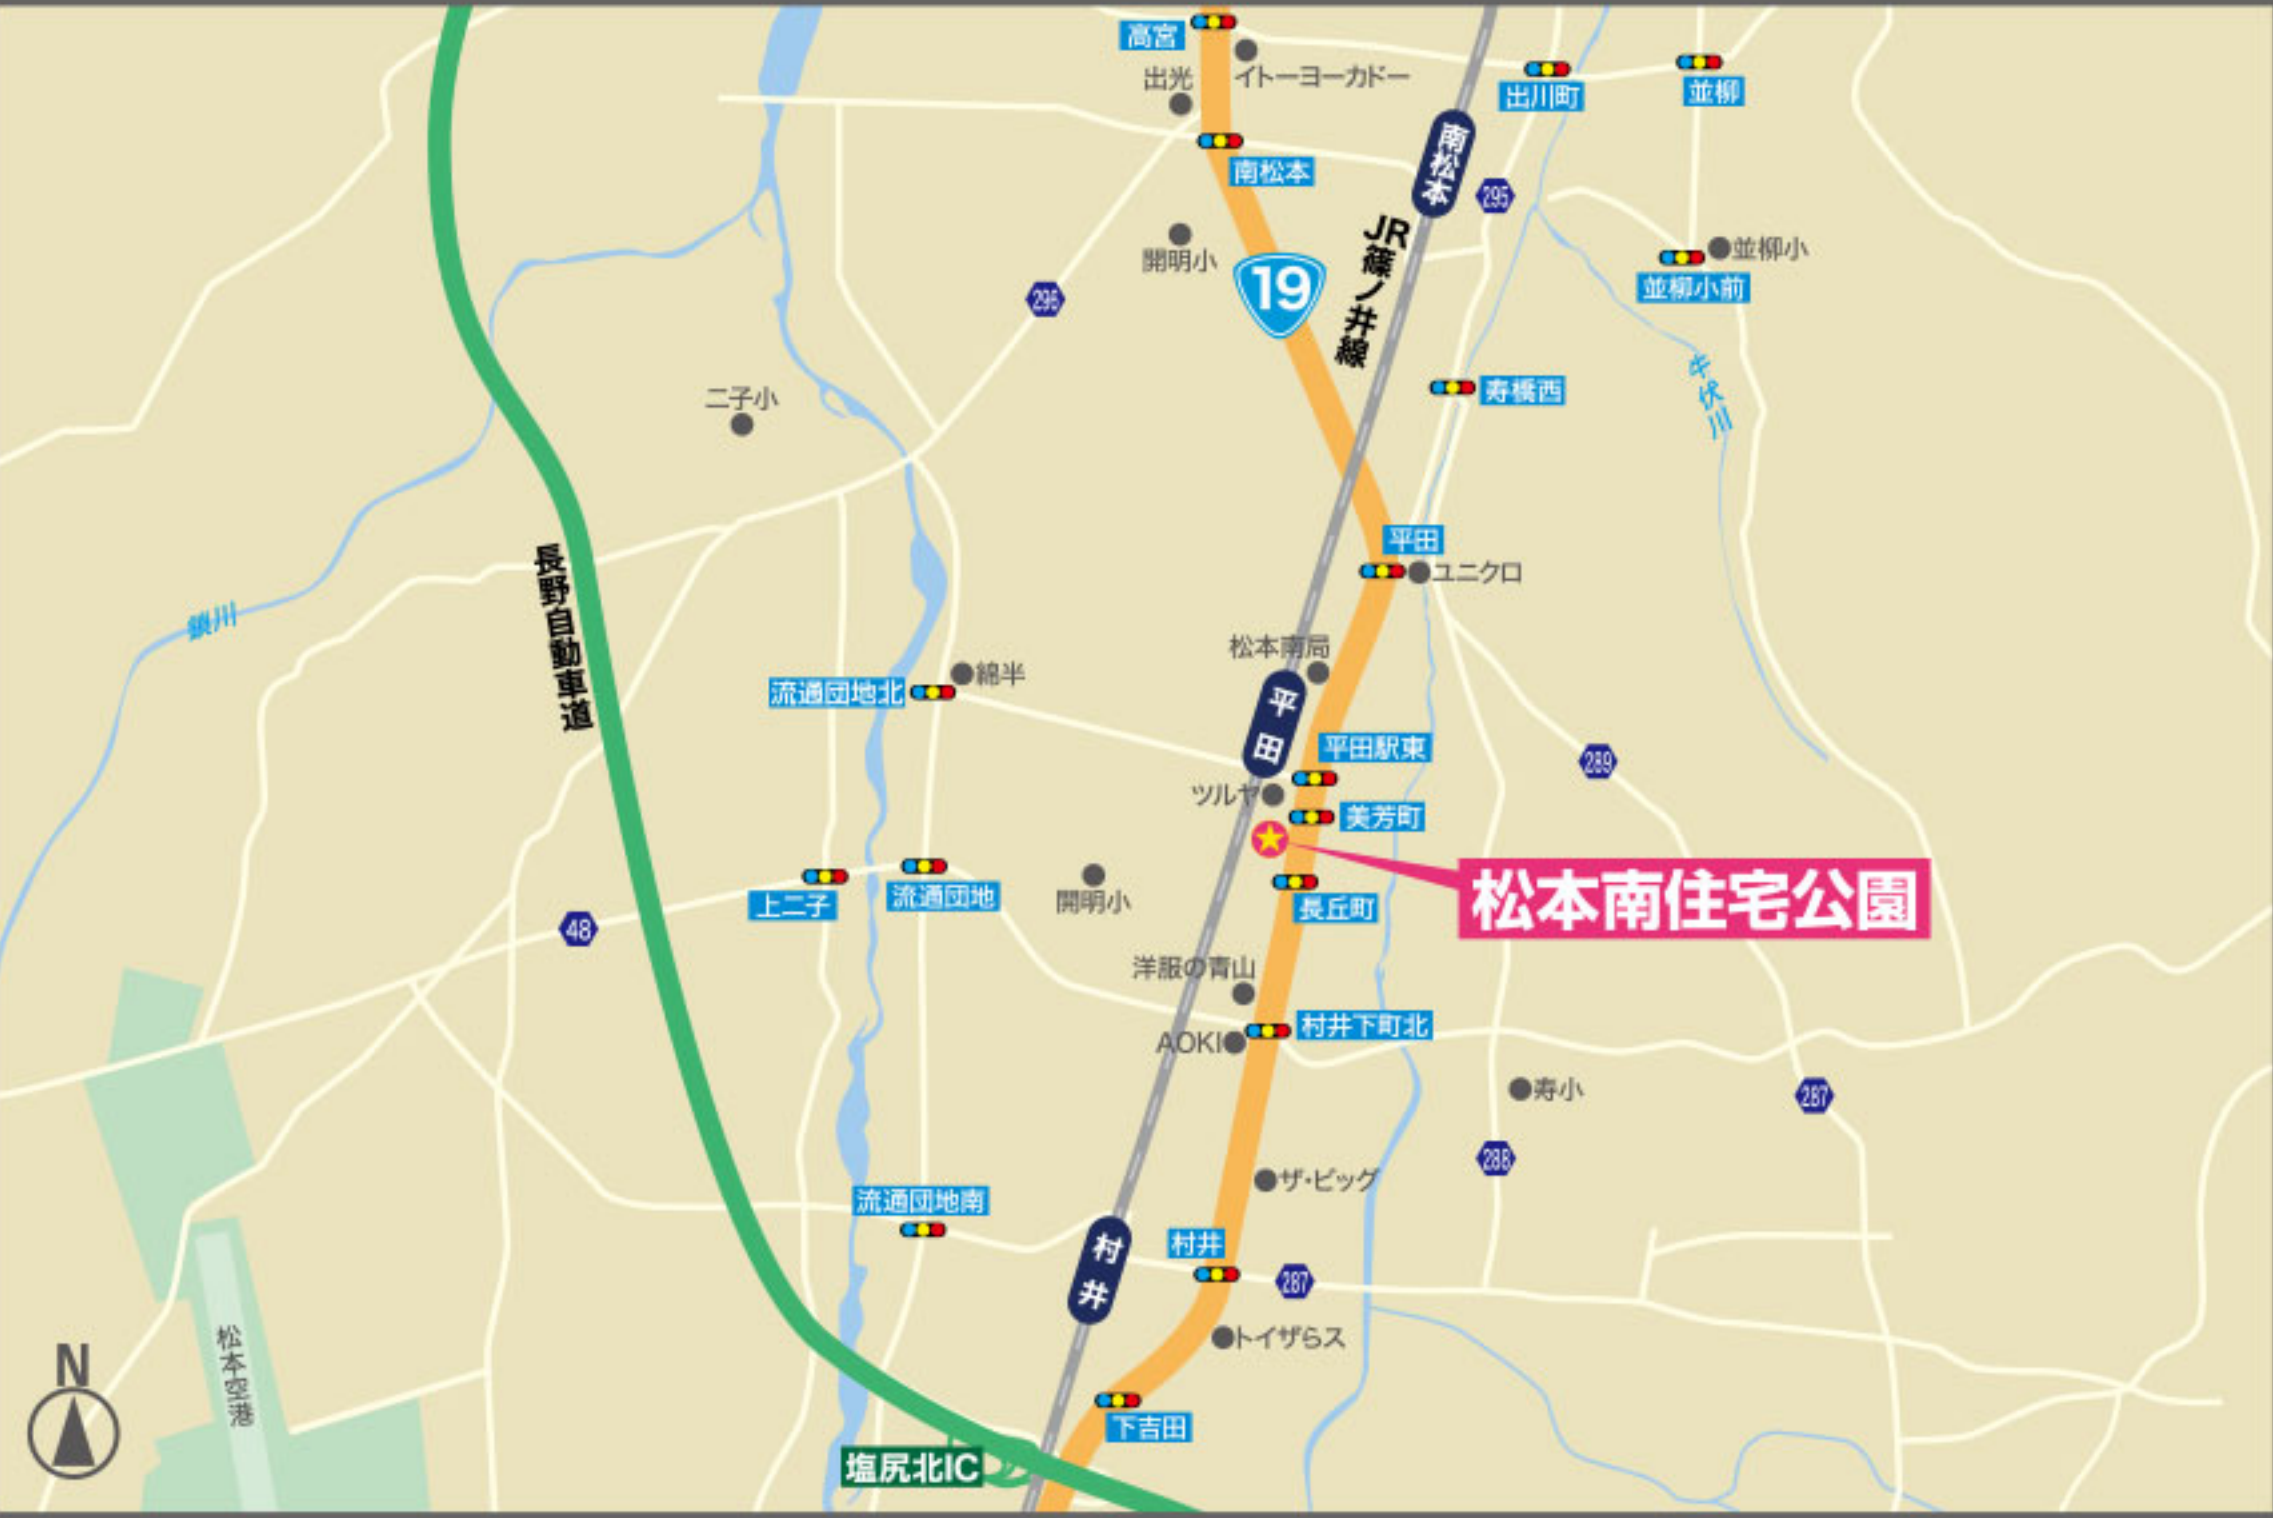 高宮
イトーヨーカドー
出光
出川町
並柳
南松本
南松本
295
JR篠ノ井線
開明小
19
並柳小
並柳小前
296
二子小
寿橋西
牛伏川
平田
ユニクロ
長野自動車道
鎖川
松本南局
綿半
流通団地北
平田
平田駅東
289
ツルヤ
美芳町
松本南住宅公園
上二子
流通団地
開明小
長丘町
48
洋服の青山
村井下町北
AOKI
寿小
287
288
ザ・ビッグ
流通団地南
村井
村井
287
トイザらス
松本空港
N
下吉田
塩尻北IC